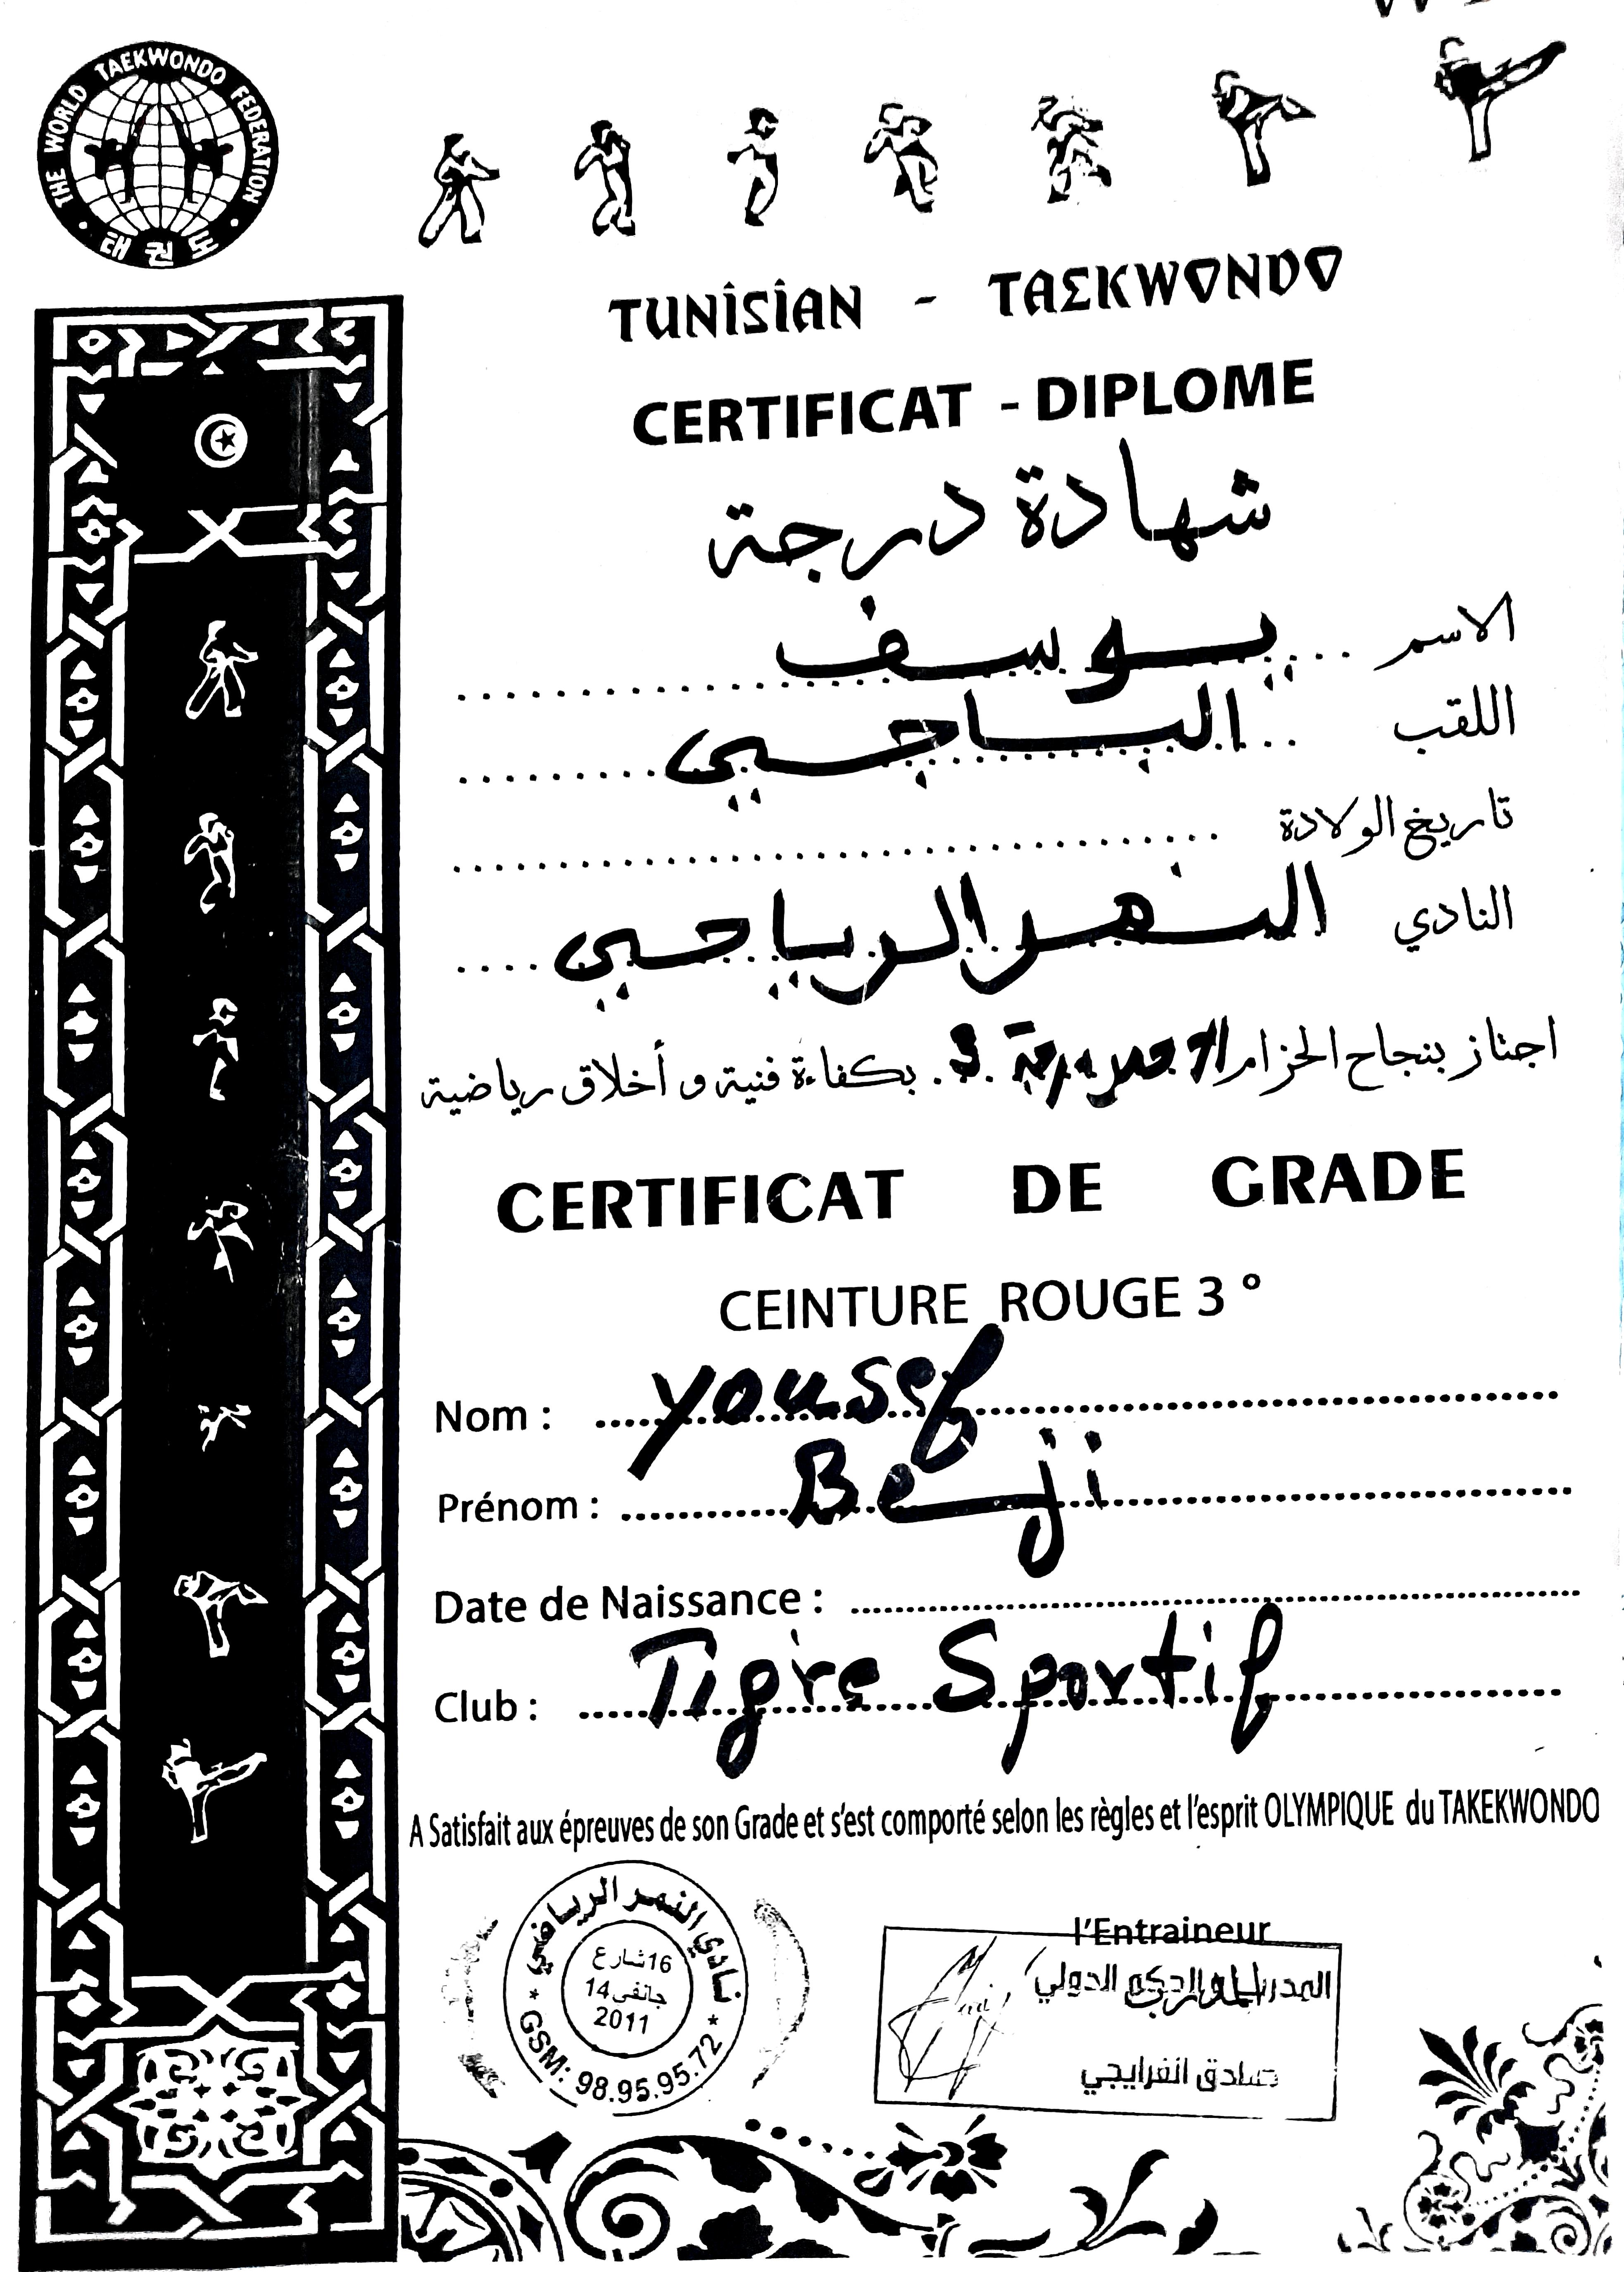 THE WORLD TAEKWONDO FEDERATION
태권도
TUNISIAN - TAEKWONDO
CERTIFICAT - DIPLOME
شهادة درجة
الاسم يوسف
اللقب الباجي
تاريخ الولادة
النادي النمر الرياضي
اجتاز بنجاح الحزام الأحمر درجة 3 بكفاءة فنية و أخلاق رياضية
CERTIFICAT DE GRADE
CEINTURE ROUGE 3 °
Nom : yousef
Prénom : Beji
Date de Naissance :
Club : Tigre Sportif
A Satisfait aux épreuves de son Grade et s'est comporté selon les règles et l'esprit OLYMPIQUE du TAKEKWONDO
نادي النمر الرياضي
16 شارع
14 جانفي
2011
GSM: 98.95.95.72
l'Entraineur
المدرب والحكم الدولي
صادق الفرايجي